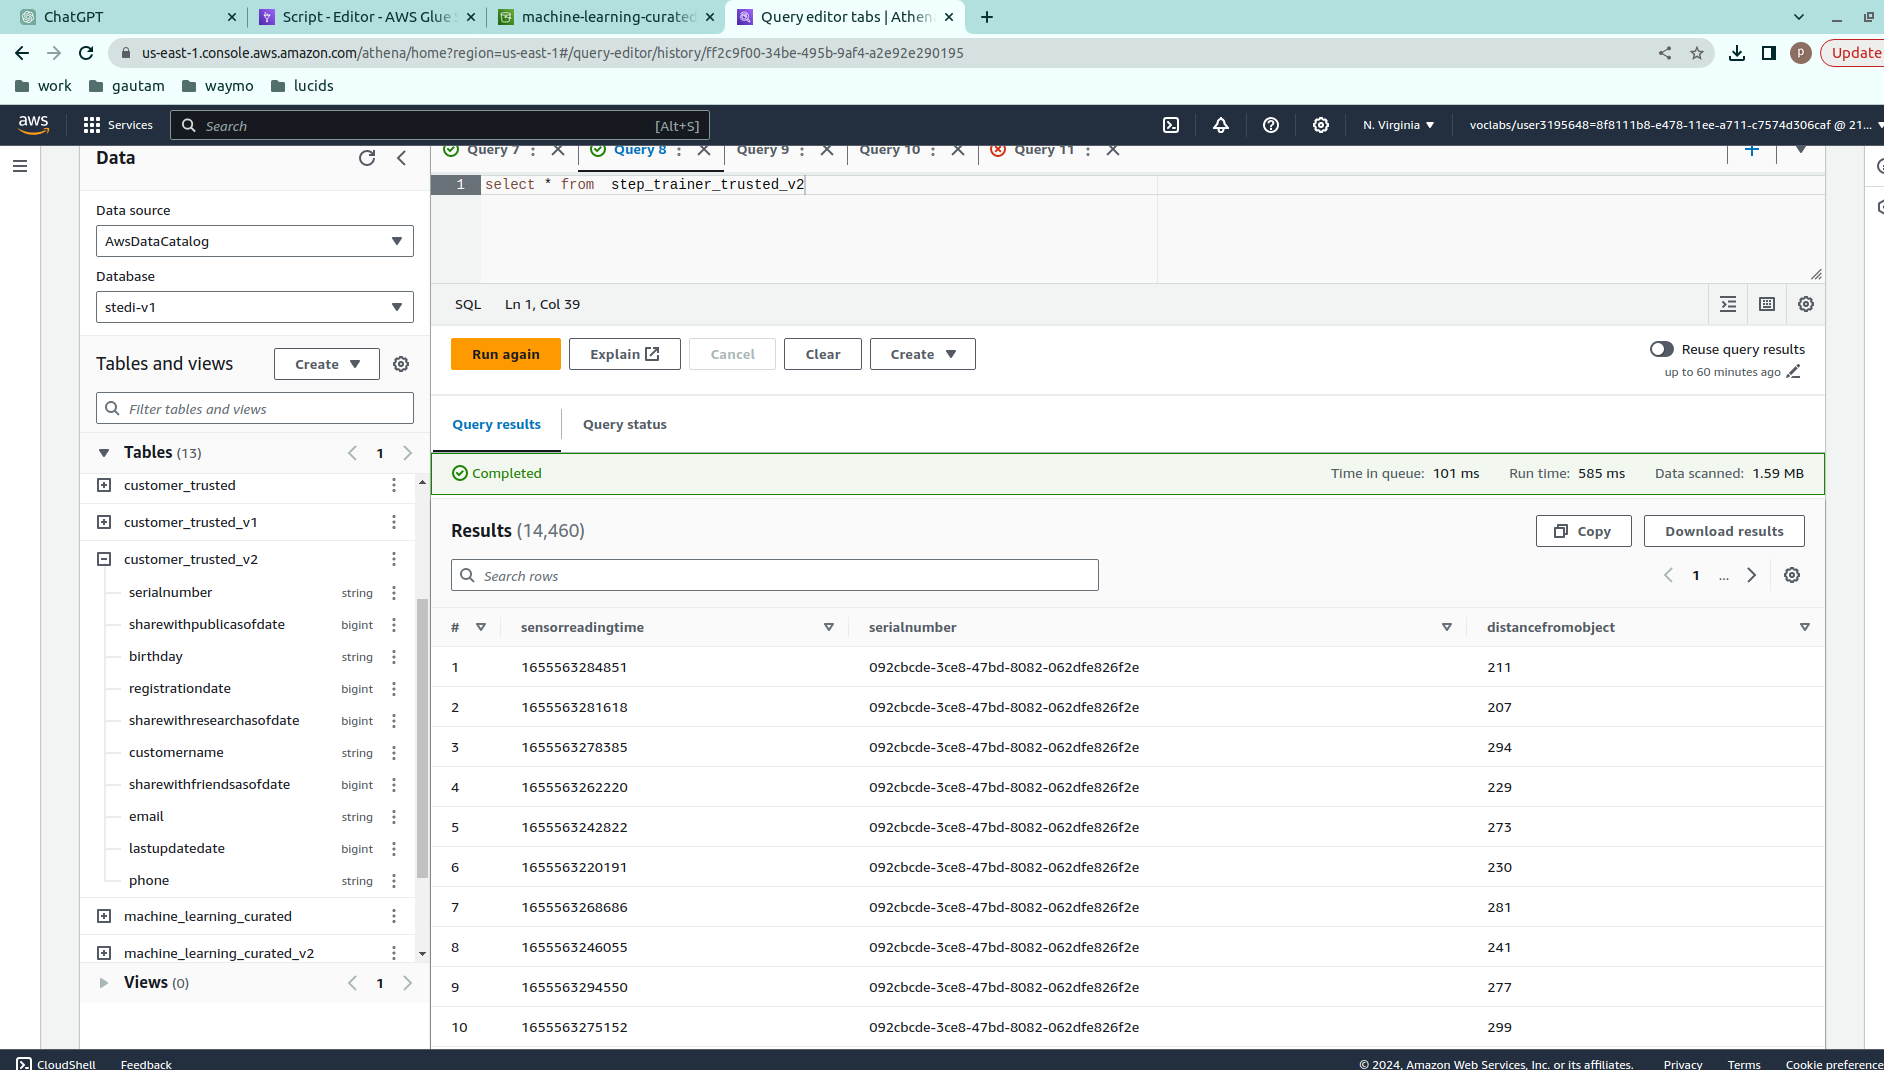 ChatGPT
Script - Editor - AWS Glue
machine-learning-curated
Query editor tabs | Athen
us-east-1.console.aws.amazon.com/athena/home?region=us-east-1#/query-editor/history/ff2c9f00-34be-495b-9af4-a2e92e290195
P
Update
work
gautam
waymo
lucids
aws
Services
Search
[Alt+S]
N. Virginia
voclabs/user3195648=8f8111b8-e478-11ee-a711-c7574d306caf @ 21...
Data
Query 7
Query 8
Query 9
Query 10
Query 11
1 select * from  step_trainer_trusted_v2
Data source
AwsDataCatalog
Database
stedi-v1
SQL Ln 1, Col 39
Tables and views
Create
Run again
Explain
Cancel
Clear
Create
Reuse query results
up to 60 minutes ago
Filter tables and views
Query results
Query status
Tables (13)
1
Completed
Time in queue: 101 ms
Run time: 585 ms
Data scanned: 1.59 MB
customer_trusted
customer_trusted_v1
customer_trusted_v2
serialnumber string
sharewithpublicasofdate bigint
birthday string
registrationdate bigint
sharewithresearchasofdate bigint
customername string
sharewithfriendsasofdate bigint
email string
lastupdatedate bigint
phone string
machine_learning_curated
machine_learning_curated_v2
Views (0)
1
Results (14,460)
Copy
Download results
Search rows
1 ...
# sensorreadingtime serialnumber distancefromobject
1 1655563284851 092cbcde-3ce8-47bd-8082-062dfe826f2e 211
2 1655563281618 092cbcde-3ce8-47bd-8082-062dfe826f2e 207
3 1655563278385 092cbcde-3ce8-47bd-8082-062dfe826f2e 294
4 1655563262220 092cbcde-3ce8-47bd-8082-062dfe826f2e 229
5 1655563242822 092cbcde-3ce8-47bd-8082-062dfe826f2e 273
6 1655563220191 092cbcde-3ce8-47bd-8082-062dfe826f2e 230
7 1655563268686 092cbcde-3ce8-47bd-8082-062dfe826f2e 281
8 1655563246055 092cbcde-3ce8-47bd-8082-062dfe826f2e 241
9 1655563294550 092cbcde-3ce8-47bd-8082-062dfe826f2e 277
10 1655563275152 092cbcde-3ce8-47bd-8082-062dfe826f2e 299
CloudShell
Feedback
© 2024, Amazon Web Services, Inc. or its affiliates.
Privacy
Terms
Cookie preference